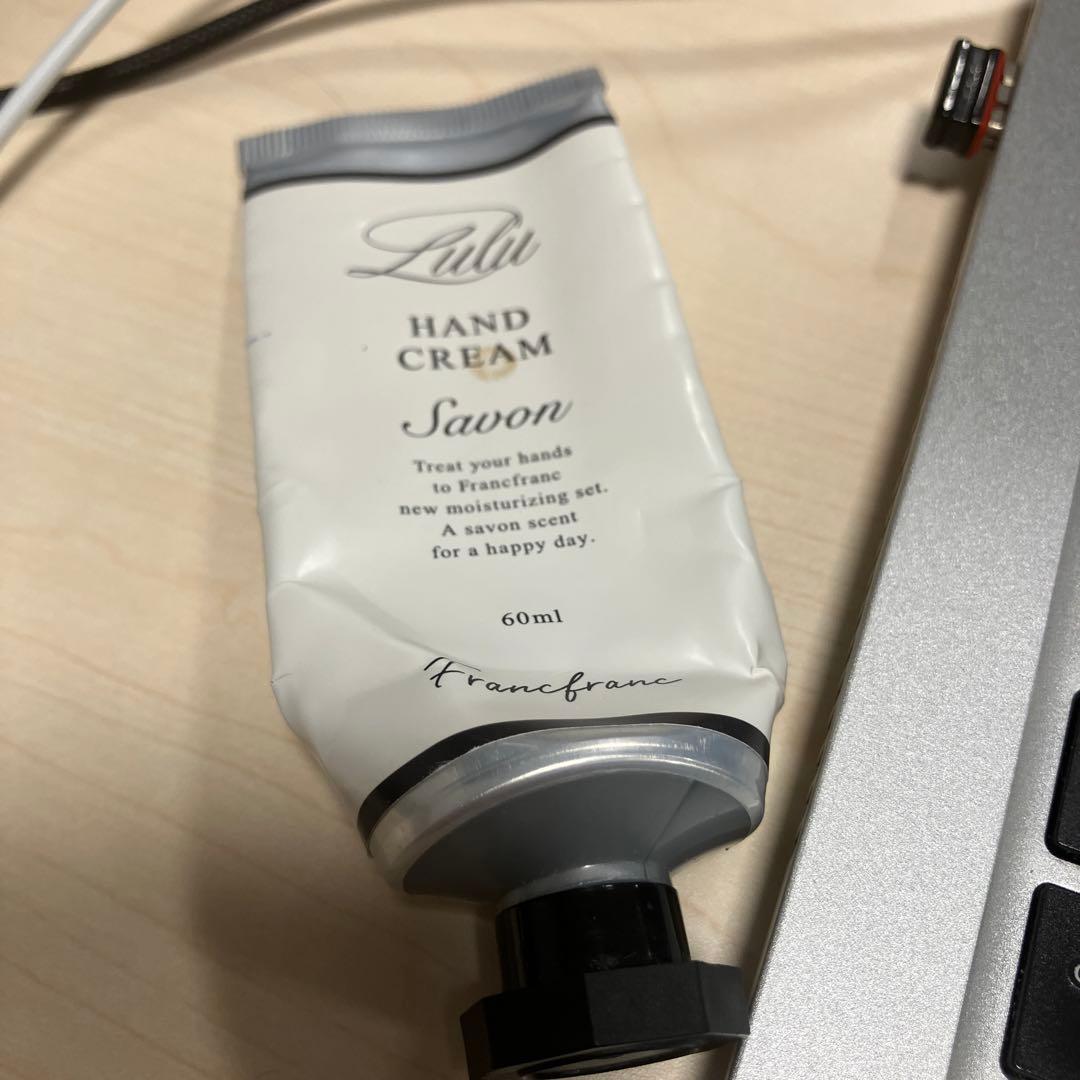 Lulu
HAND
CREAM
Savon
Treat your hands
to Francfranc
new moisturizing set.
A savon scent
for a happy day.
60ml
Francfranc